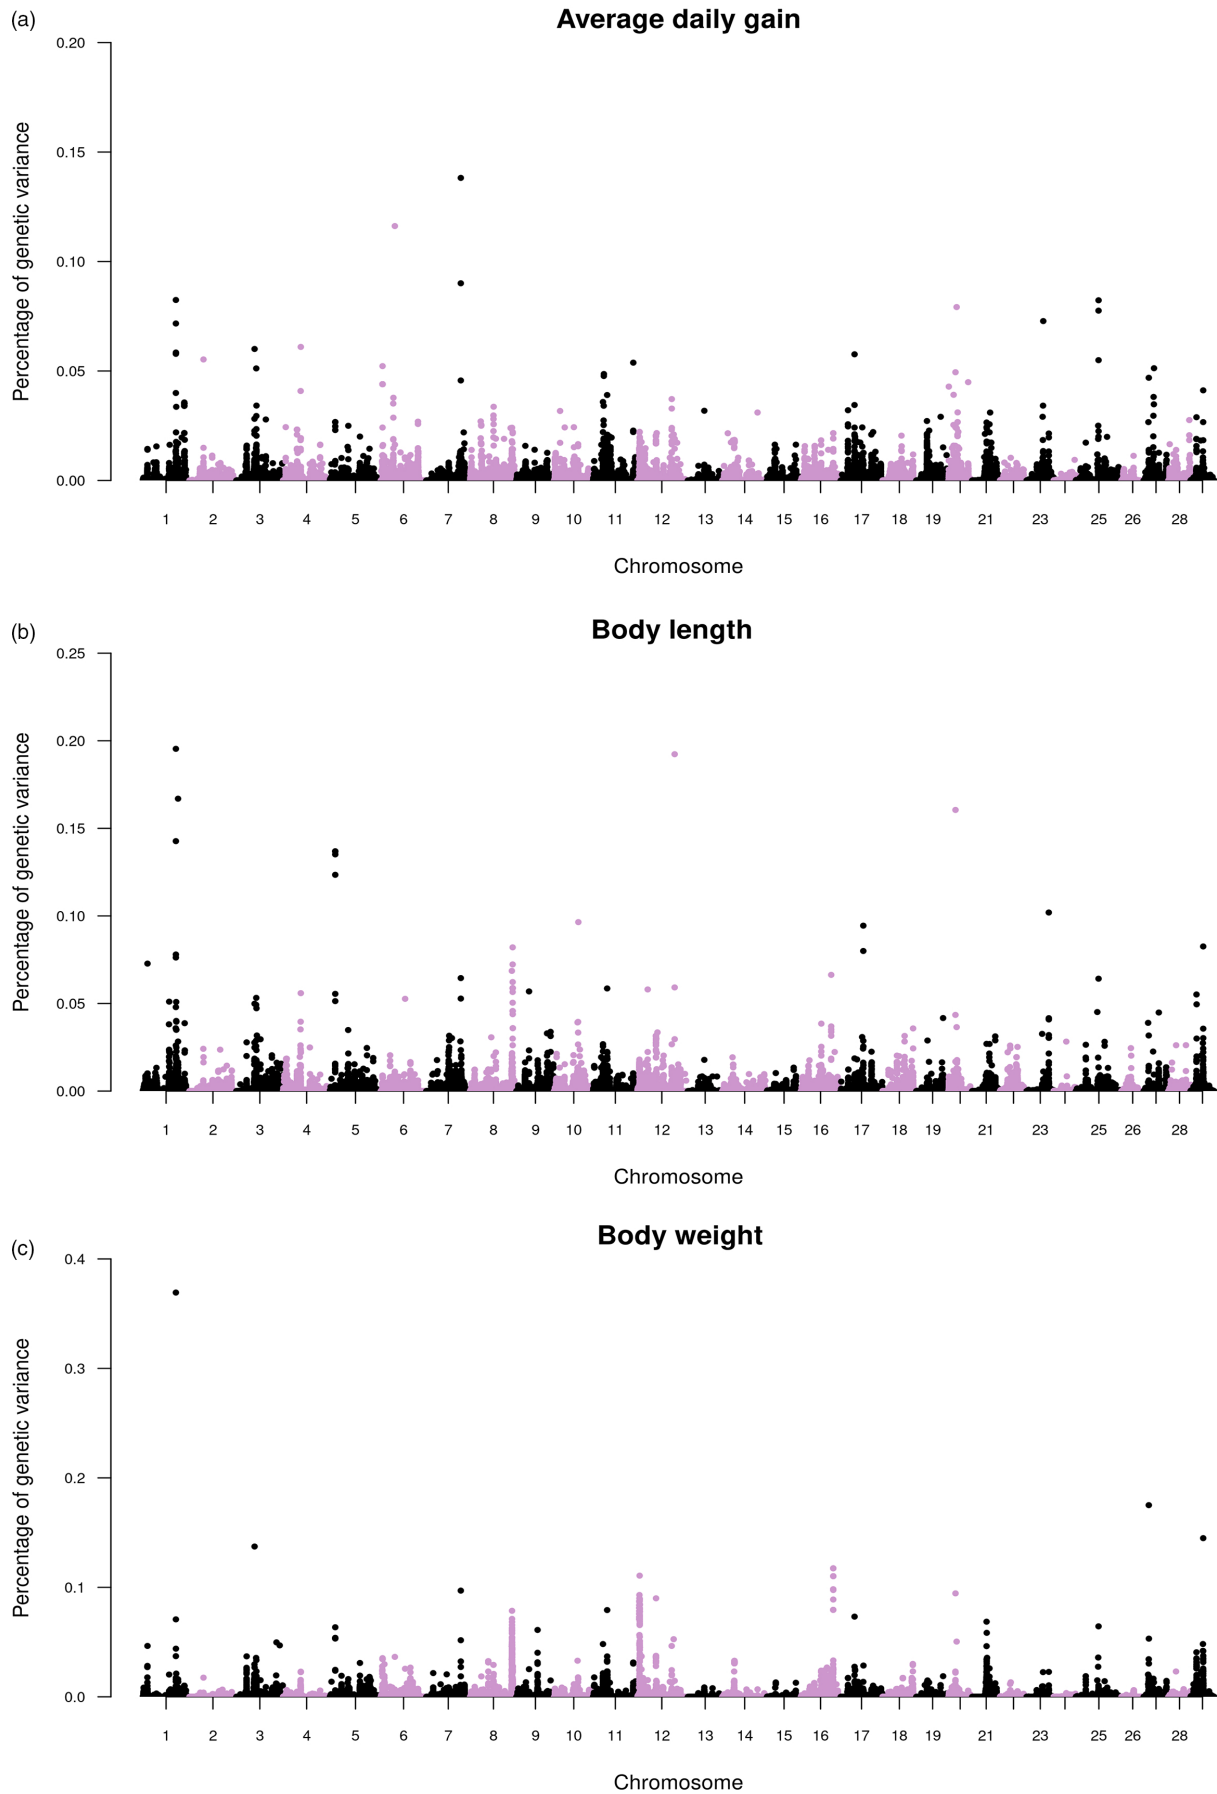 (a)
Average daily gain
Percentage of genetic variance
0.20
0.15
0.10
0.05
0.00
1 2 3 4 5 6 7 8 9 10 11 12 13 14 15 16 17 18 19 21 23 25 26 28
Chromosome
(b)
Body length
Percentage of genetic variance
0.25
0.20
0.15
0.10
0.05
0.00
1 2 3 4 5 6 7 8 9 10 11 12 13 14 15 16 17 18 19 21 23 25 26 28
Chromosome
(c)
Body weight
Percentage of genetic variance
0.4
0.3
0.2
0.1
0.0
1 2 3 4 5 6 7 8 9 10 11 12 13 14 15 16 17 18 19 21 23 25 26 28
Chromosome